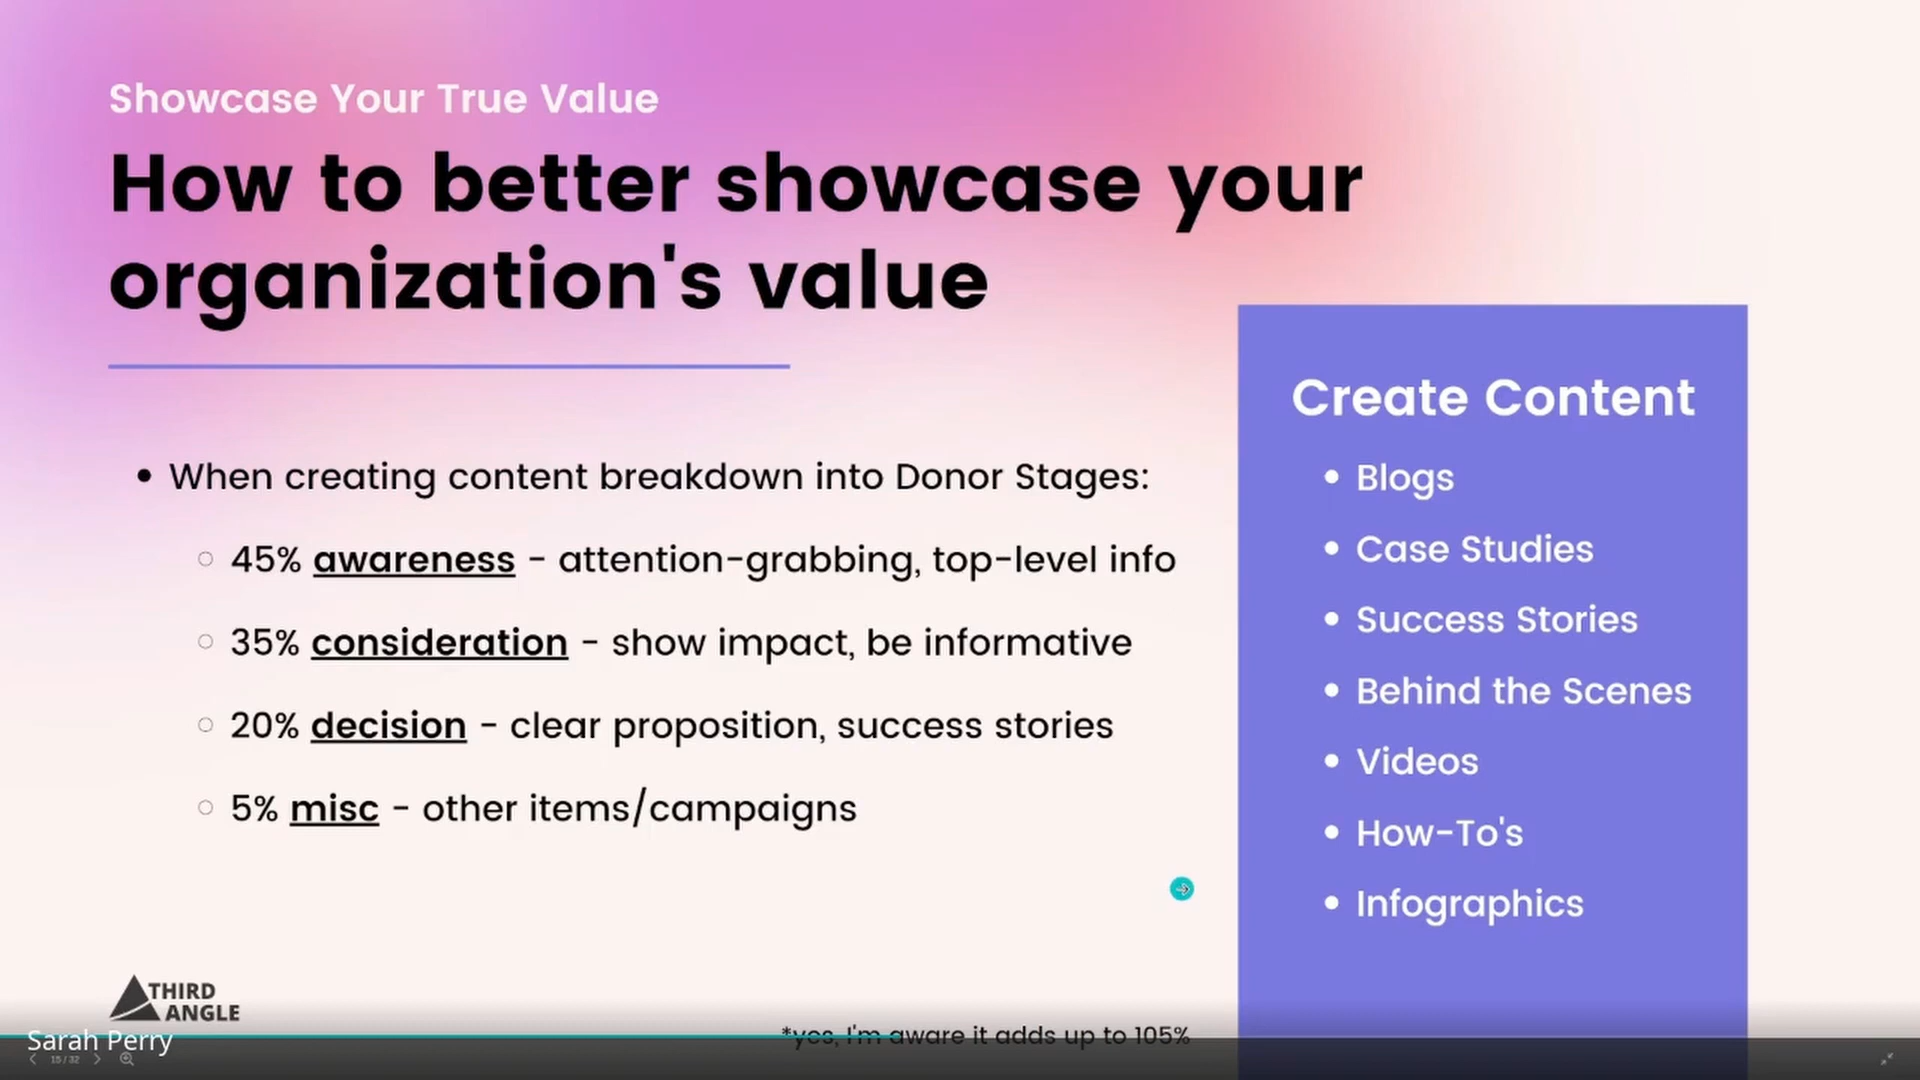 Showcase Your True Value
How to better showcase your
organization's value
• When creating content breakdown into Donor Stages:
○ 45% awareness - attention-grabbing, top-level info
○ 35% consideration - show impact, be informative
○ 20% decision - clear proposition, success stories
○ 5% misc - other items/campaigns
Create Content
• Blogs
• Case Studies
• Success Stories
• Behind the Scenes
• Videos
• How-To's
• Infographics
THIRD
ANGLE
*yes, I'm aware it adds up to 105%
Sarah Perry
15 / 32